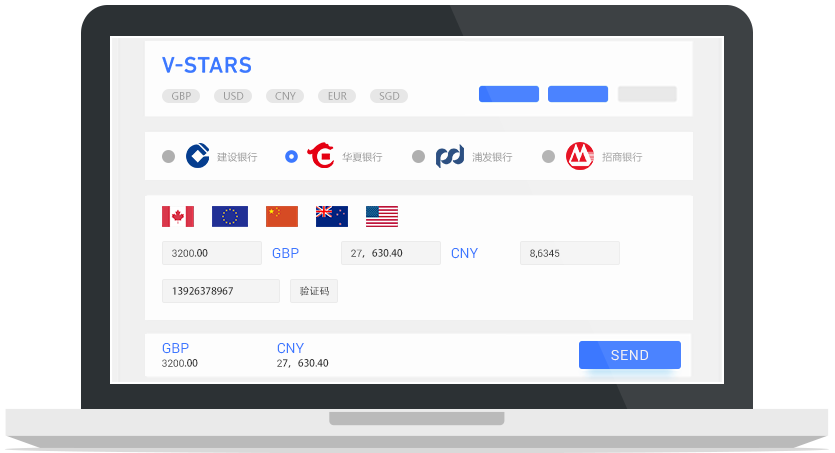 V-STARS
GBP USD CNY EUR SGD
建设银行 华夏银行 浦发银行 招商银行
3200.00 GBP 27, 630.40 CNY 8,6345
13926378967 验证码
GBP CNY SEND
3200.00 27, 630.40